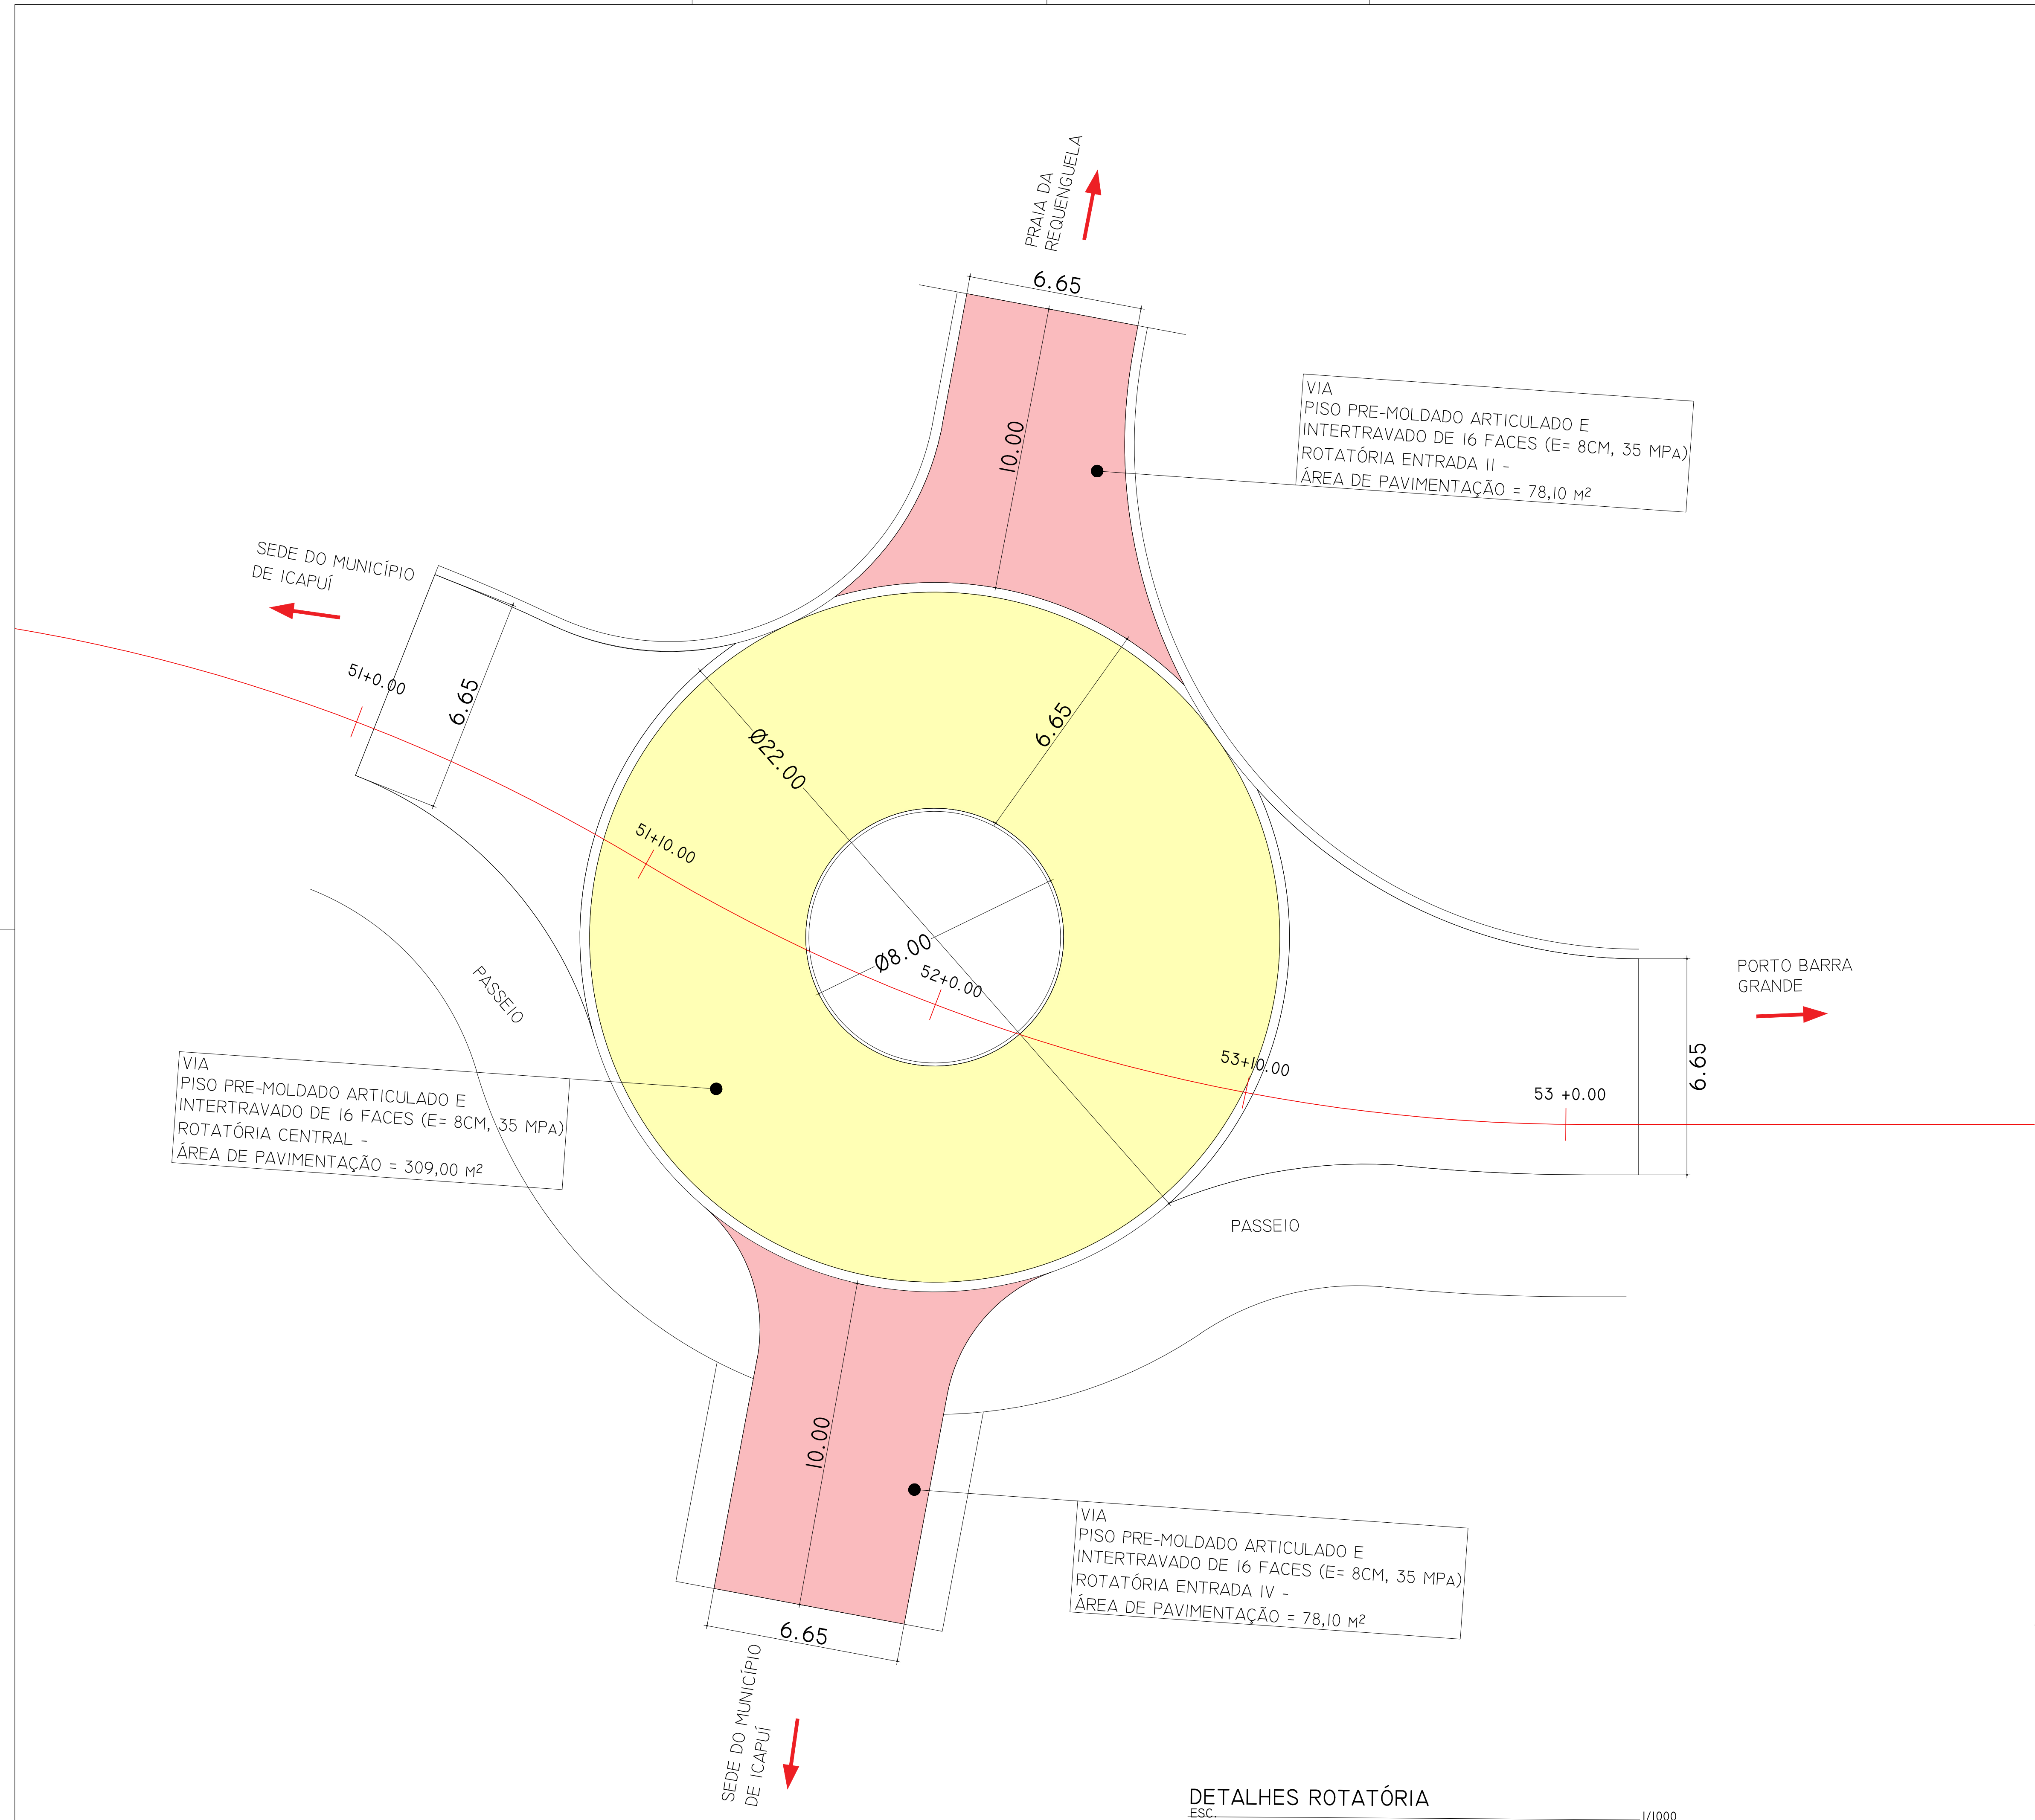 PRAIA DA
REQUENGUELA
6.65
VIA
PISO PRE-MOLDADO ARTICULADO E
INTERTRAVADO DE 16 FACES (E= 8CM, 35 MPA)
ROTATÓRIA ENTRADA II -
ÁREA DE PAVIMENTAÇÃO = 78,10 M²
10.00
SEDE DO MUNICÍPIO
DE ICAPUÍ
51+0.00
6.65
Ø22.00
6.65
51+10.00
Ø8.00
52+0.00
PASSEIO
PORTO BARRA
GRANDE
6.65
53+10.00
53 +0.00
VIA
PISO PRE-MOLDADO ARTICULADO E
INTERTRAVADO DE 16 FACES (E= 8CM, 35 MPA)
ROTATÓRIA CENTRAL -
ÁREA DE PAVIMENTAÇÃO = 309,00 M²
PASSEIO
10.00
VIA
PISO PRE-MOLDADO ARTICULADO E
INTERTRAVADO DE 16 FACES (E= 8CM, 35 MPA)
ROTATÓRIA ENTRADA IV -
ÁREA DE PAVIMENTAÇÃO = 78,10 M²
6.65
SEDE DO MUNICÍPIO
DE ICAPUÍ
DETALHES ROTATÓRIA
ESC. 1/1000